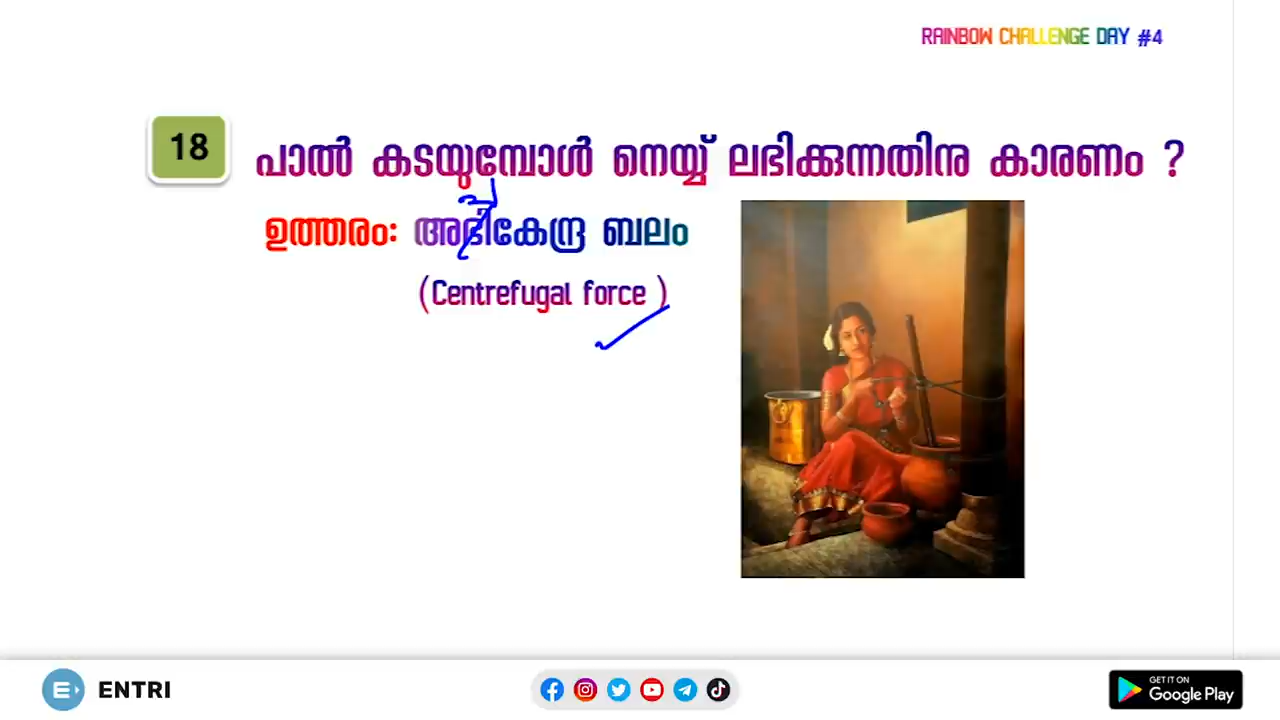 RAINBOW CHALLENGE DAY #4
18 പാൽ കടയുമ്പോൾ നെയ്യ് ലഭിക്കുന്നതിനു കാരണം ?
ഉത്തരം: അഭികേന്ദ്ര ബലം
(Centrefugal force )
ENTRI
GET IT ON
Google Play